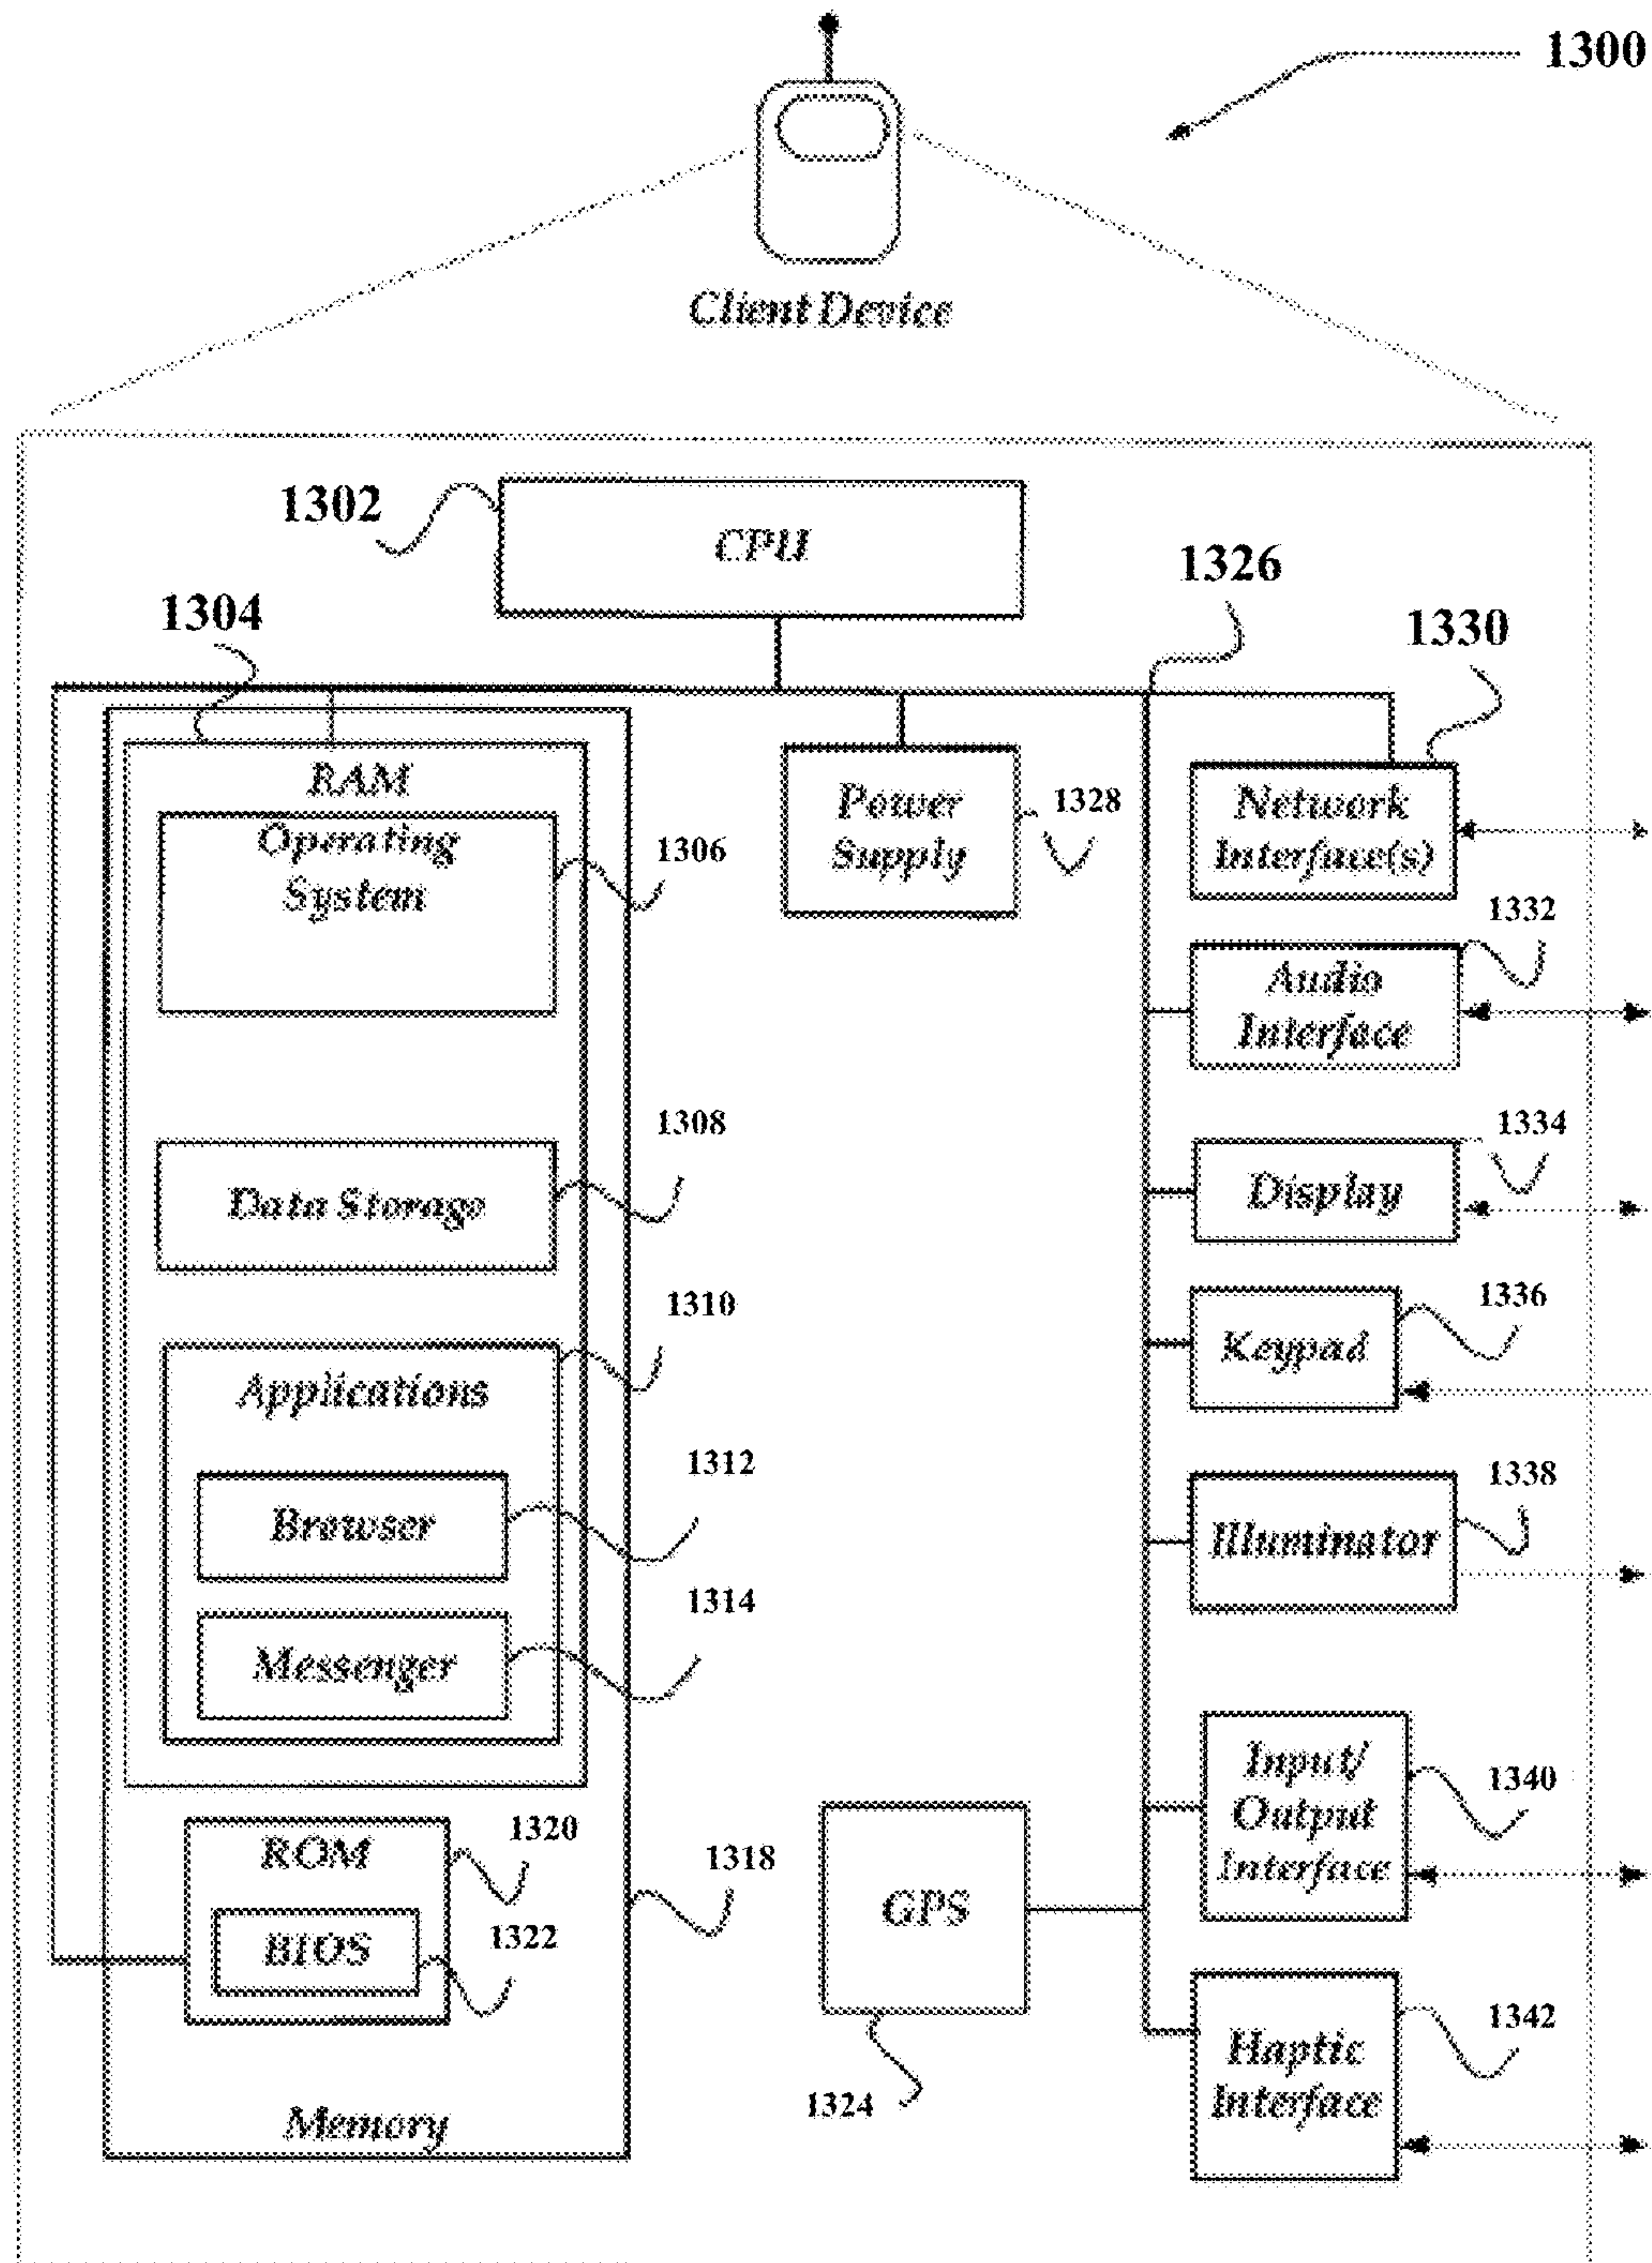 1300
Client Device
1302
CPU
1326
1304
1330
RAM
Operating
System
1306
Power
Supply
1328
Network
Interface(s)
1332
Audio
Interface
1308
Data Storage
1334
Display
1310
Applications
1336
Keypad
1312
Browser
1338
Illuminator
1314
Messenger
Input/
Output
Interface
1340
ROM
1320
1318
GPS
BIOS
1322
1324
Haptic
Interface
1342
Memory